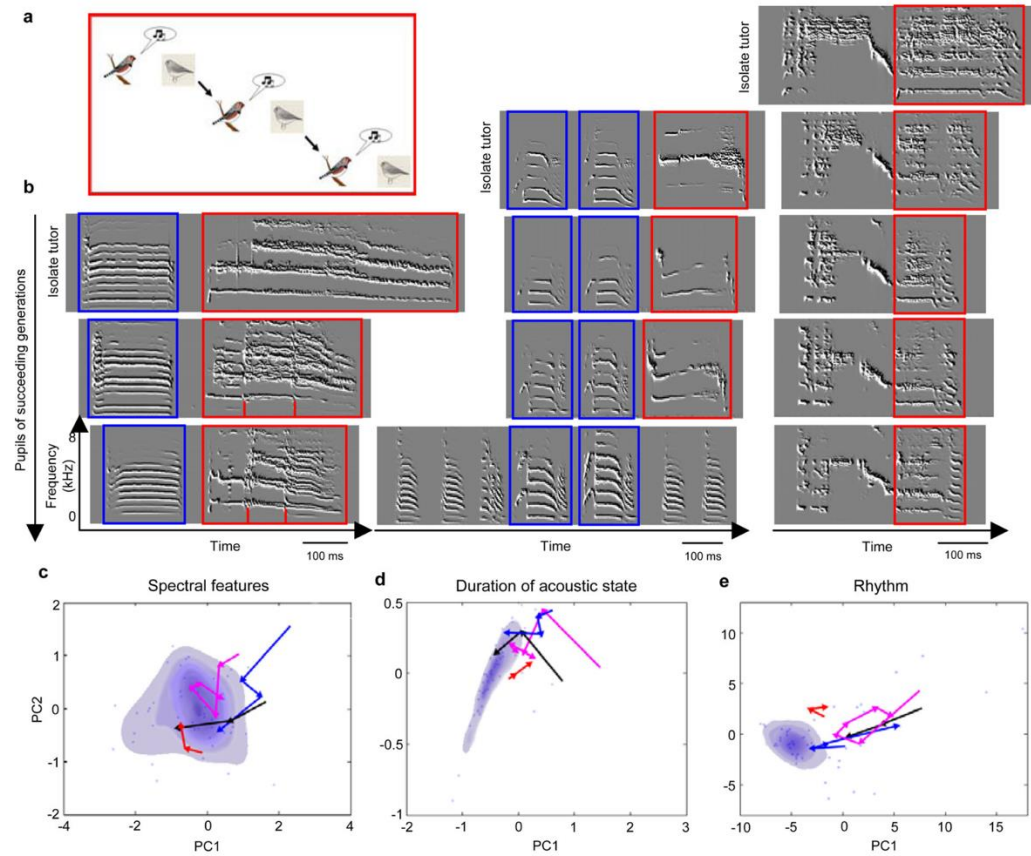 a
Isolate tutor
Isolate tutor
b
Isolate tutor
Pupils of succeeding generations
Frequency
(kHz)
8
0
Time
100 ms
Time
100 ms
Time
100 ms
c
Spectral features
PC2
2
1
0
-1
-2
-4
-2
0
2
4
PC1
d
Duration of acoustic state
0.5
0
-0.5
-1
-2
-1
0
1
2
3
PC1
e
Rhythm
10
5
0
-5
-10
-5
0
5
10
15
PC1